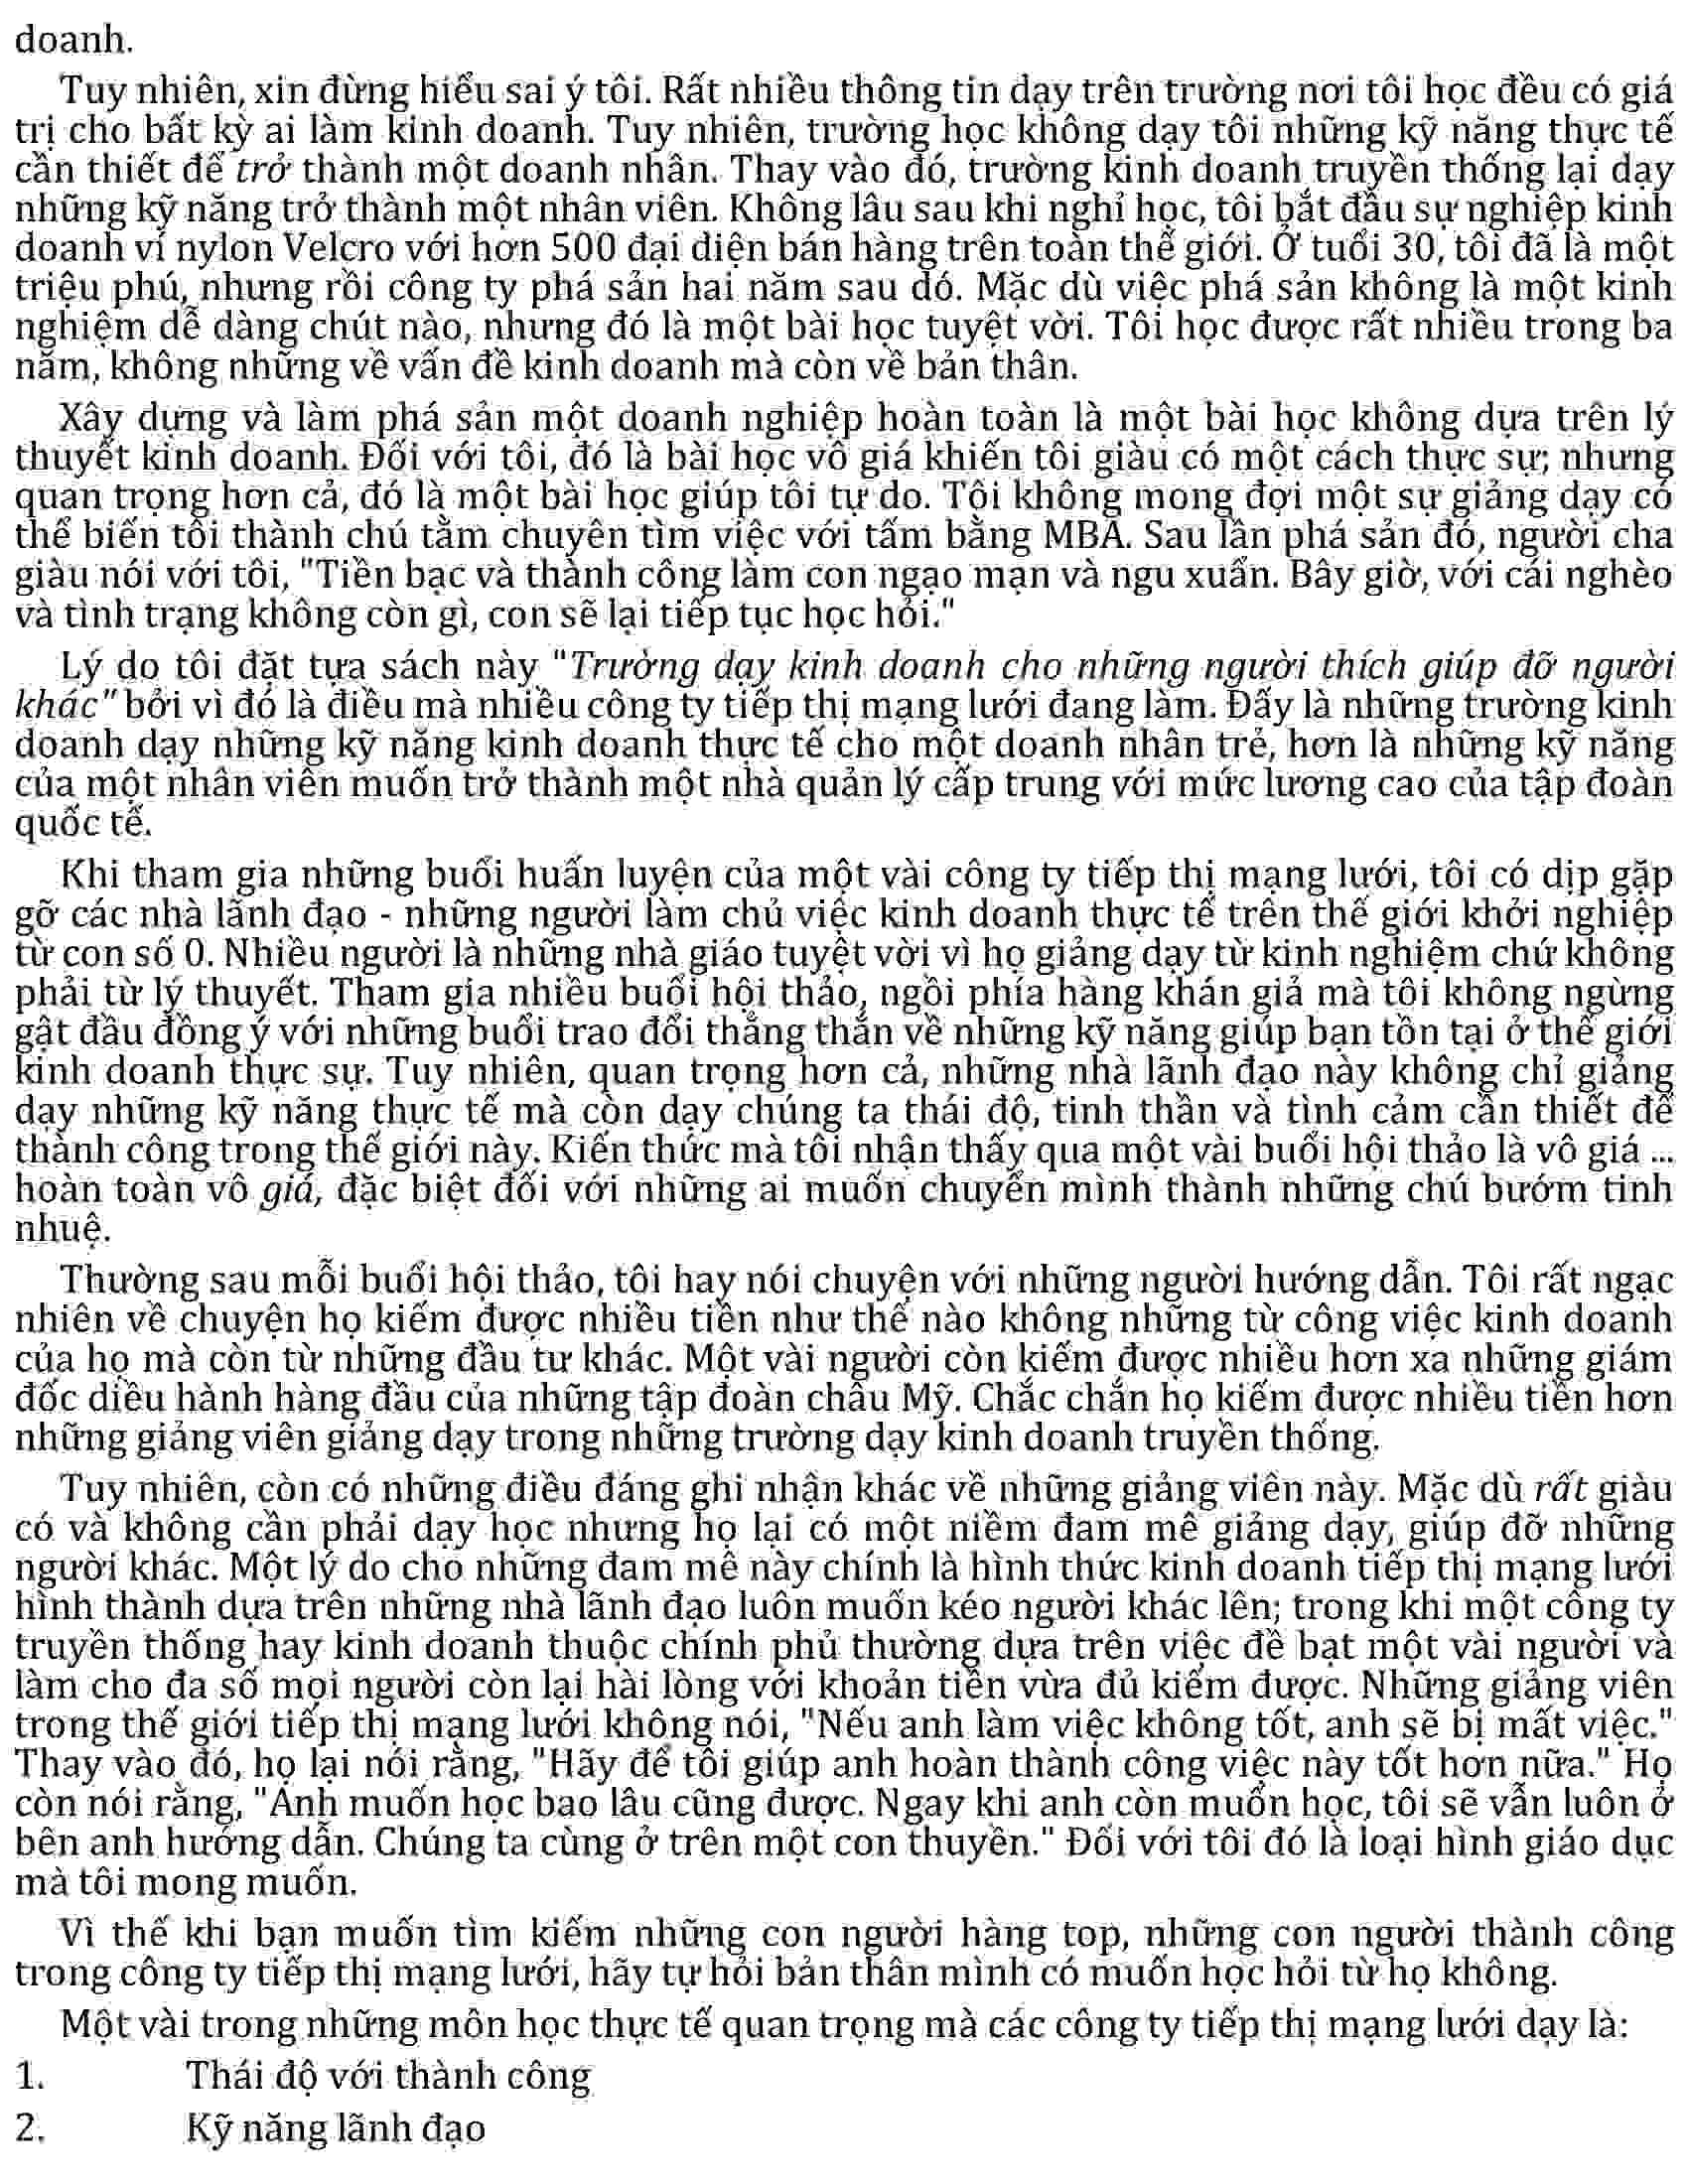 doanh.
Tuy nhiên, xin đừng hiểu sai ý tôi. Rất nhiều thông tin dạy trên trường nơi tôi học đều có giá
trị cho bất kỳ ai làm kinh doanh. Tuy nhiên, trường học không dạy tôi những kỹ năng thực tế
cần thiết để trở thành một doanh nhân. Thay vào đó, trường kinh doanh truyền thống lại dạy
những kỹ năng trở thành một nhân viên. Không lâu sau khi nghỉ học, tôi bắt đầu sự nghiệp kinh
doanh ví nylon Velcro với hơn 500 đại diện bán hàng trên toàn thế giới. Ở tuổi 30, tôi đã là một
triệu phú, nhưng rồi công ty phá sản hai năm sau đó. Mặc dù việc phá sản không là một kinh
nghiệm dễ dàng chút nào, nhưng đó là một bài học tuyệt vời. Tôi học được rất nhiều trong ba
năm, không những về vấn đề kinh doanh mà còn về bản thân.
Xây dựng và làm phá sản một doanh nghiệp hoàn toàn là một bài học không dựa trên lý
thuyết kinh doanh. Đối với tôi, đó là bài học vô giá khiến tôi giàu có một cách thực sự; nhưng
quan trọng hơn cả, đó là một bài học giúp tôi tự do. Tôi không mong đợi một sự giảng dạy có
thể biến tôi thành chú tằm chuyên tìm việc với tấm bằng MBA. Sau lần phá sản đó, người cha
giàu nói với tôi, "Tiền bạc và thành công làm con ngạo mạn và ngu xuẩn. Bây giờ, với cái nghèo
và tình trạng không còn gì, con sẽ lại tiếp tục học hỏi."
Lý do tôi đặt tựa sách này "Trường dạy kinh doanh cho những người thích giúp đỡ người
khác" bởi vì đó là điều mà nhiều công ty tiếp thị mạng lưới đang làm. Đấy là những trường kinh
doanh dạy những kỹ năng kinh doanh thực tế cho một doanh nhân trẻ, hơn là những kỹ năng
của một nhân viên muốn trở thành một nhà quản lý cấp trung với mức lương cao của tập đoàn
quốc tế.
Khi tham gia những buổi huấn luyện của một vài công ty tiếp thị mạng lưới, tôi có dịp gặp
gỡ các nhà lãnh đạo - những người làm chủ việc kinh doanh thực tế trên thế giới khởi nghiệp
từ con số 0. Nhiều người là những nhà giáo tuyệt vời vì họ giảng dạy từ kinh nghiệm chứ không
phải từ lý thuyết. Tham gia nhiều buổi hội thảo, ngồi phía hàng khán giả mà tôi không ngừng
gật đầu đồng ý với những buổi trao đổi thẳng thắn về những kỹ năng giúp bạn tồn tại ở thế giới
kinh doanh thực sự. Tuy nhiên, quan trọng hơn cả, những nhà lãnh đạo này không chỉ giảng
dạy những kỹ năng thực tế mà còn dạy chúng ta thái độ, tinh thần và tình cảm cần thiết để
thành công trong thế giới này. Kiến thức mà tôi nhận thấy qua một vài buổi hội thảo là vô giá ...
hoàn toàn vô giá, đặc biệt đối với những ai muốn chuyển mình thành những chú bướm tinh
nhuệ.
Thường sau mỗi buổi hội thảo, tôi hay nói chuyện với những người hướng dẫn. Tôi rất ngạc
nhiên về chuyện họ kiếm được nhiều tiền như thế nào không những từ công việc kinh doanh
của họ mà còn từ những đầu tư khác. Một vài người còn kiếm được nhiều hơn xa những giám
đốc diều hành hàng đầu của những tập đoàn châu Mỹ. Chắc chắn họ kiếm được nhiều tiền hơn
những giảng viên giảng dạy trong những trường dạy kinh doanh truyền thống.
Tuy nhiên, còn có những điều đáng ghi nhận khác về những giảng viên này. Mặc dù rất giàu
có và không cần phải dạy học nhưng họ lại có một niềm đam mê giảng dạy, giúp đỡ những
người khác. Một lý do cho những đam mê này chính là hình thức kinh doanh tiếp thị mạng lưới
hình thành dựa trên những nhà lãnh đạo luôn muốn kéo người khác lên; trong khi một công ty
truyền thống hay kinh doanh thuộc chính phủ thường dựa trên việc đề bạt một vài người và
làm cho đa số mọi người còn lại hài lòng với khoản tiền vừa đủ kiếm được. Những giảng viên
trong thế giới tiếp thị mạng lưới không nói, "Nếu anh làm việc không tốt, anh sẽ bị mất việc."
Thay vào đó, họ lại nói rằng, "Hãy để tôi giúp anh hoàn thành công việc này tốt hơn nữa." Họ
còn nói rằng, "Anh muốn học bao lâu cũng được. Ngay khi anh còn muốn học, tôi sẽ vẫn luôn ở
bên anh hướng dẫn. Chúng ta cùng ở trên một con thuyền." Đối với tôi đó là loại hình giáo dục
mà tôi mong muốn.
Vì thế khi bạn muốn tìm kiếm những con người hàng top, những con người thành công
trong công ty tiếp thị mạng lưới, hãy tự hỏi bản thân mình có muốn học hỏi từ họ không.
Một vài trong những môn học thực tế quan trọng mà các công ty tiếp thị mạng lưới dạy là:
1. Thái độ với thành công
2. Kỹ năng lãnh đạo